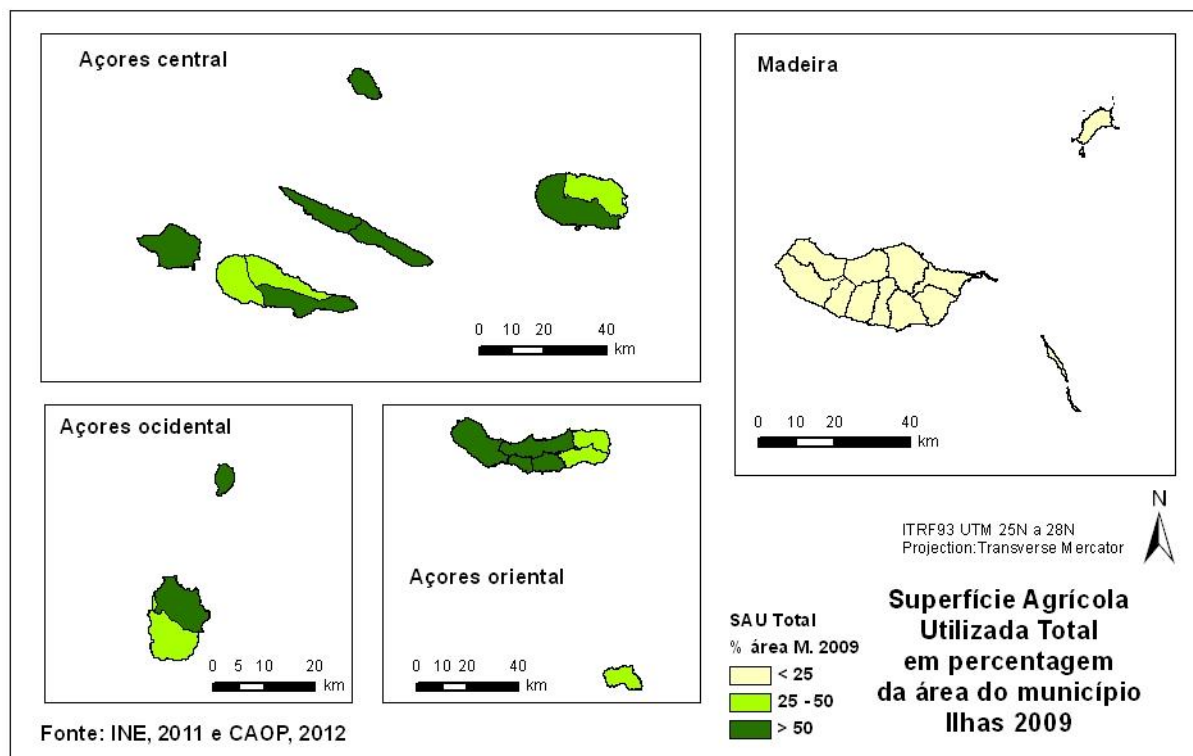 Açores central
0 10 20 40
km
Madeira
0 10 20 40
km
Açores ocidental
0 5 10 20
km
Açores oriental
0 10 20 40
km
ITRF93 UTM 25N a 28N
Projection:Transverse Mercator
N
SAU Total
% área M. 2009
< 25
25 - 50
> 50
Superfície Agrícola
Utilizada Total
em percentagem
da área do município
Ilhas 2009
Fonte: INE, 2011 e CAOP, 2012